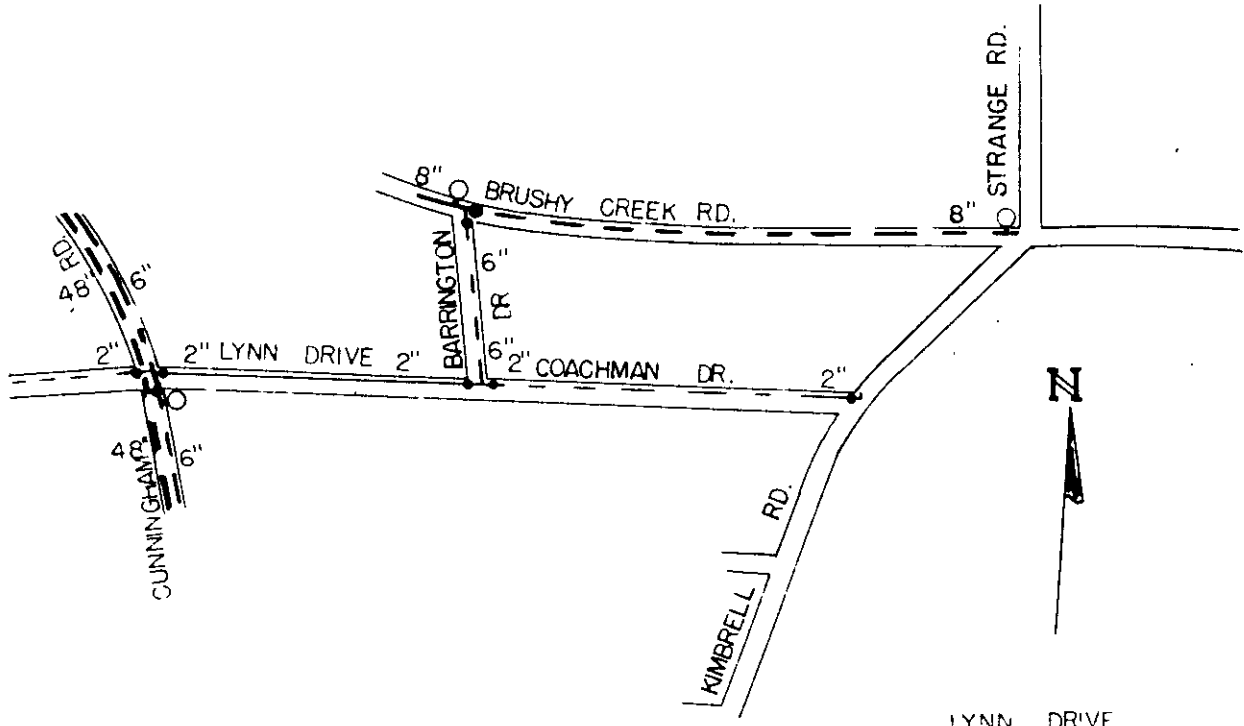 STRANGE RD.
8"
BRUSHY CREEK RD.
8"
RD.
48"
6"
BARRINGTON
6"
DR.
6"
2"
2"
LYNN DRIVE
2"
2"
COACHMAN DR.
2"
N
48"
6"
CUNNINGHAM
RD.
KIMBRELL
LYNN DRIVE